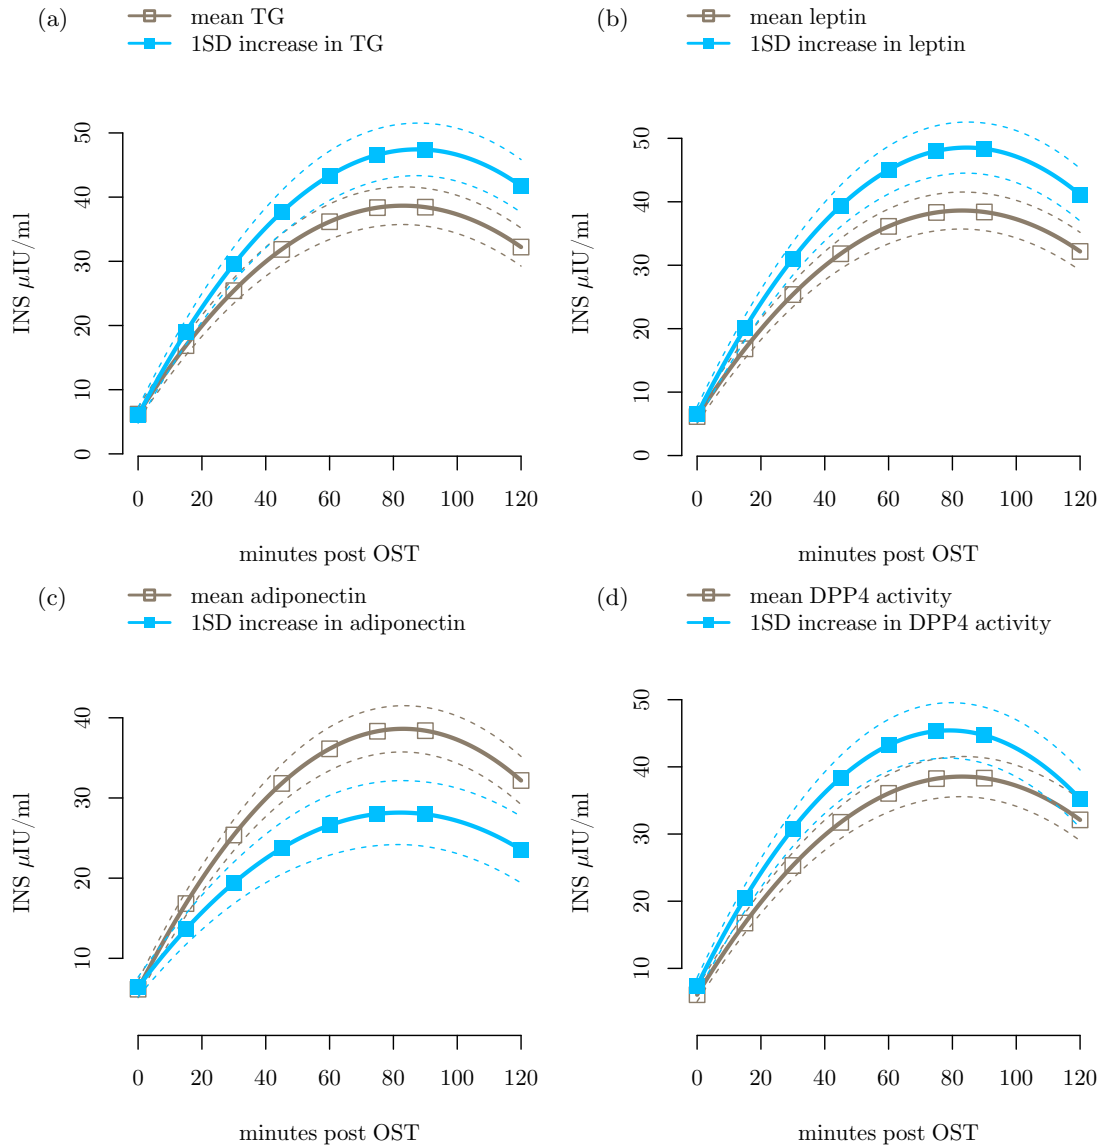 (a)
mean TG
1SD increase in TG
INS μIU/ml
50
40
30
20
10
0
0 20 40 60 80 100 120
minutes post OST
(b)
mean leptin
1SD increase in leptin
INS μIU/ml
50
40
30
20
10
0
0 20 40 60 80 100 120
minutes post OST
(c)
mean adiponectin
1SD increase in adiponectin
INS μIU/ml
40
30
20
10
0 20 40 60 80 100 120
minutes post OST
(d)
mean DPP4 activity
1SD increase in DPP4 activity
INS μIU/ml
50
40
30
20
10
0 20 40 60 80 100 120
minutes post OST